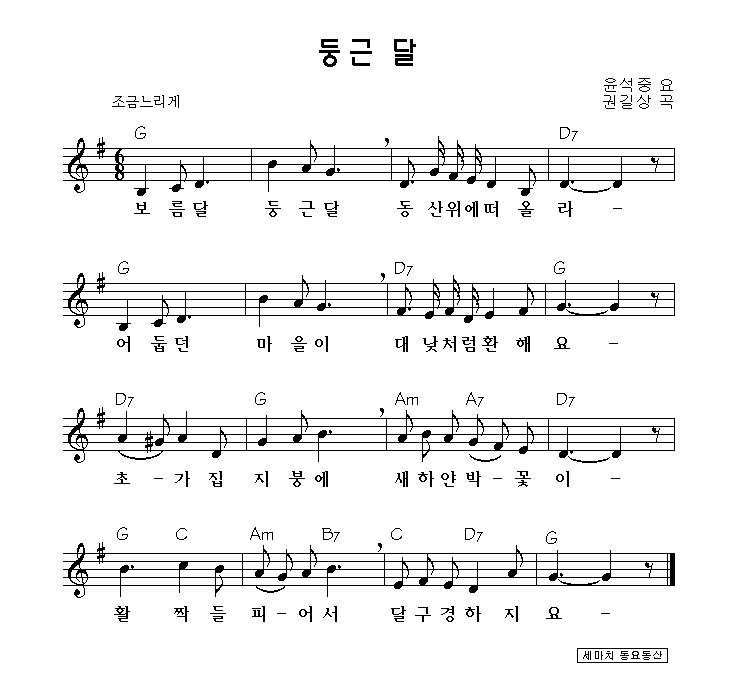 둥근 달
윤석중 요
조금느리게
권길상 곡
G D7
6
8
보 름 달 둥 근 달 동 산위에떠 올 라 -
G D7 G
어 둡 던 마 을 이 대 낮처럼환 해 요 -
D7 G Am A7 D7
초 - 가 집 지 붕 에 새 하 얀 박 - 꽃 이 -
G C Am B7 C D7 G
활 짝 들 피 - 어 서 달 구 경 하 지 요 -
세마치 동요동산